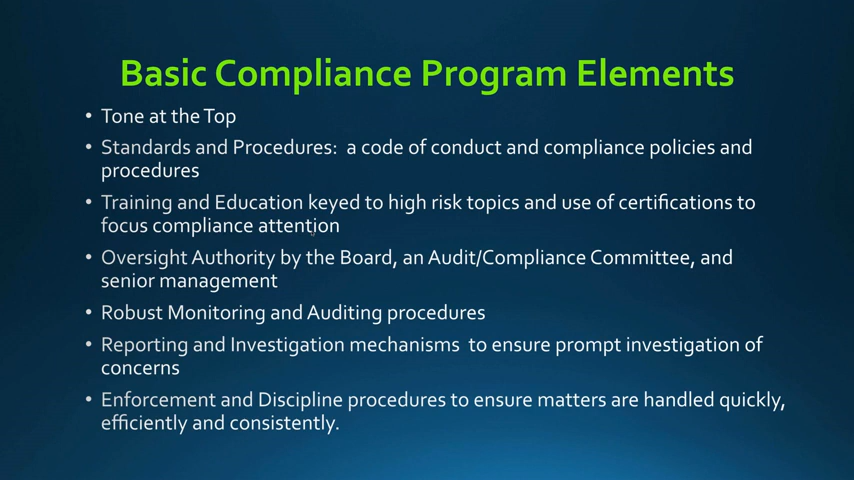 Basic Compliance Program Elements
• Tone at the Top
• Standards and Procedures:  a code of conduct and compliance policies and
procedures
• Training and Education keyed to high risk topics and use of certifications to
focus compliance attention
• Oversight Authority by the Board, an Audit/Compliance Committee, and
senior management
• Robust Monitoring and Auditing procedures
• Reporting and Investigation mechanisms  to ensure prompt investigation of
concerns
• Enforcement and Discipline procedures to ensure matters are handled quickly,
efficiently and consistently.